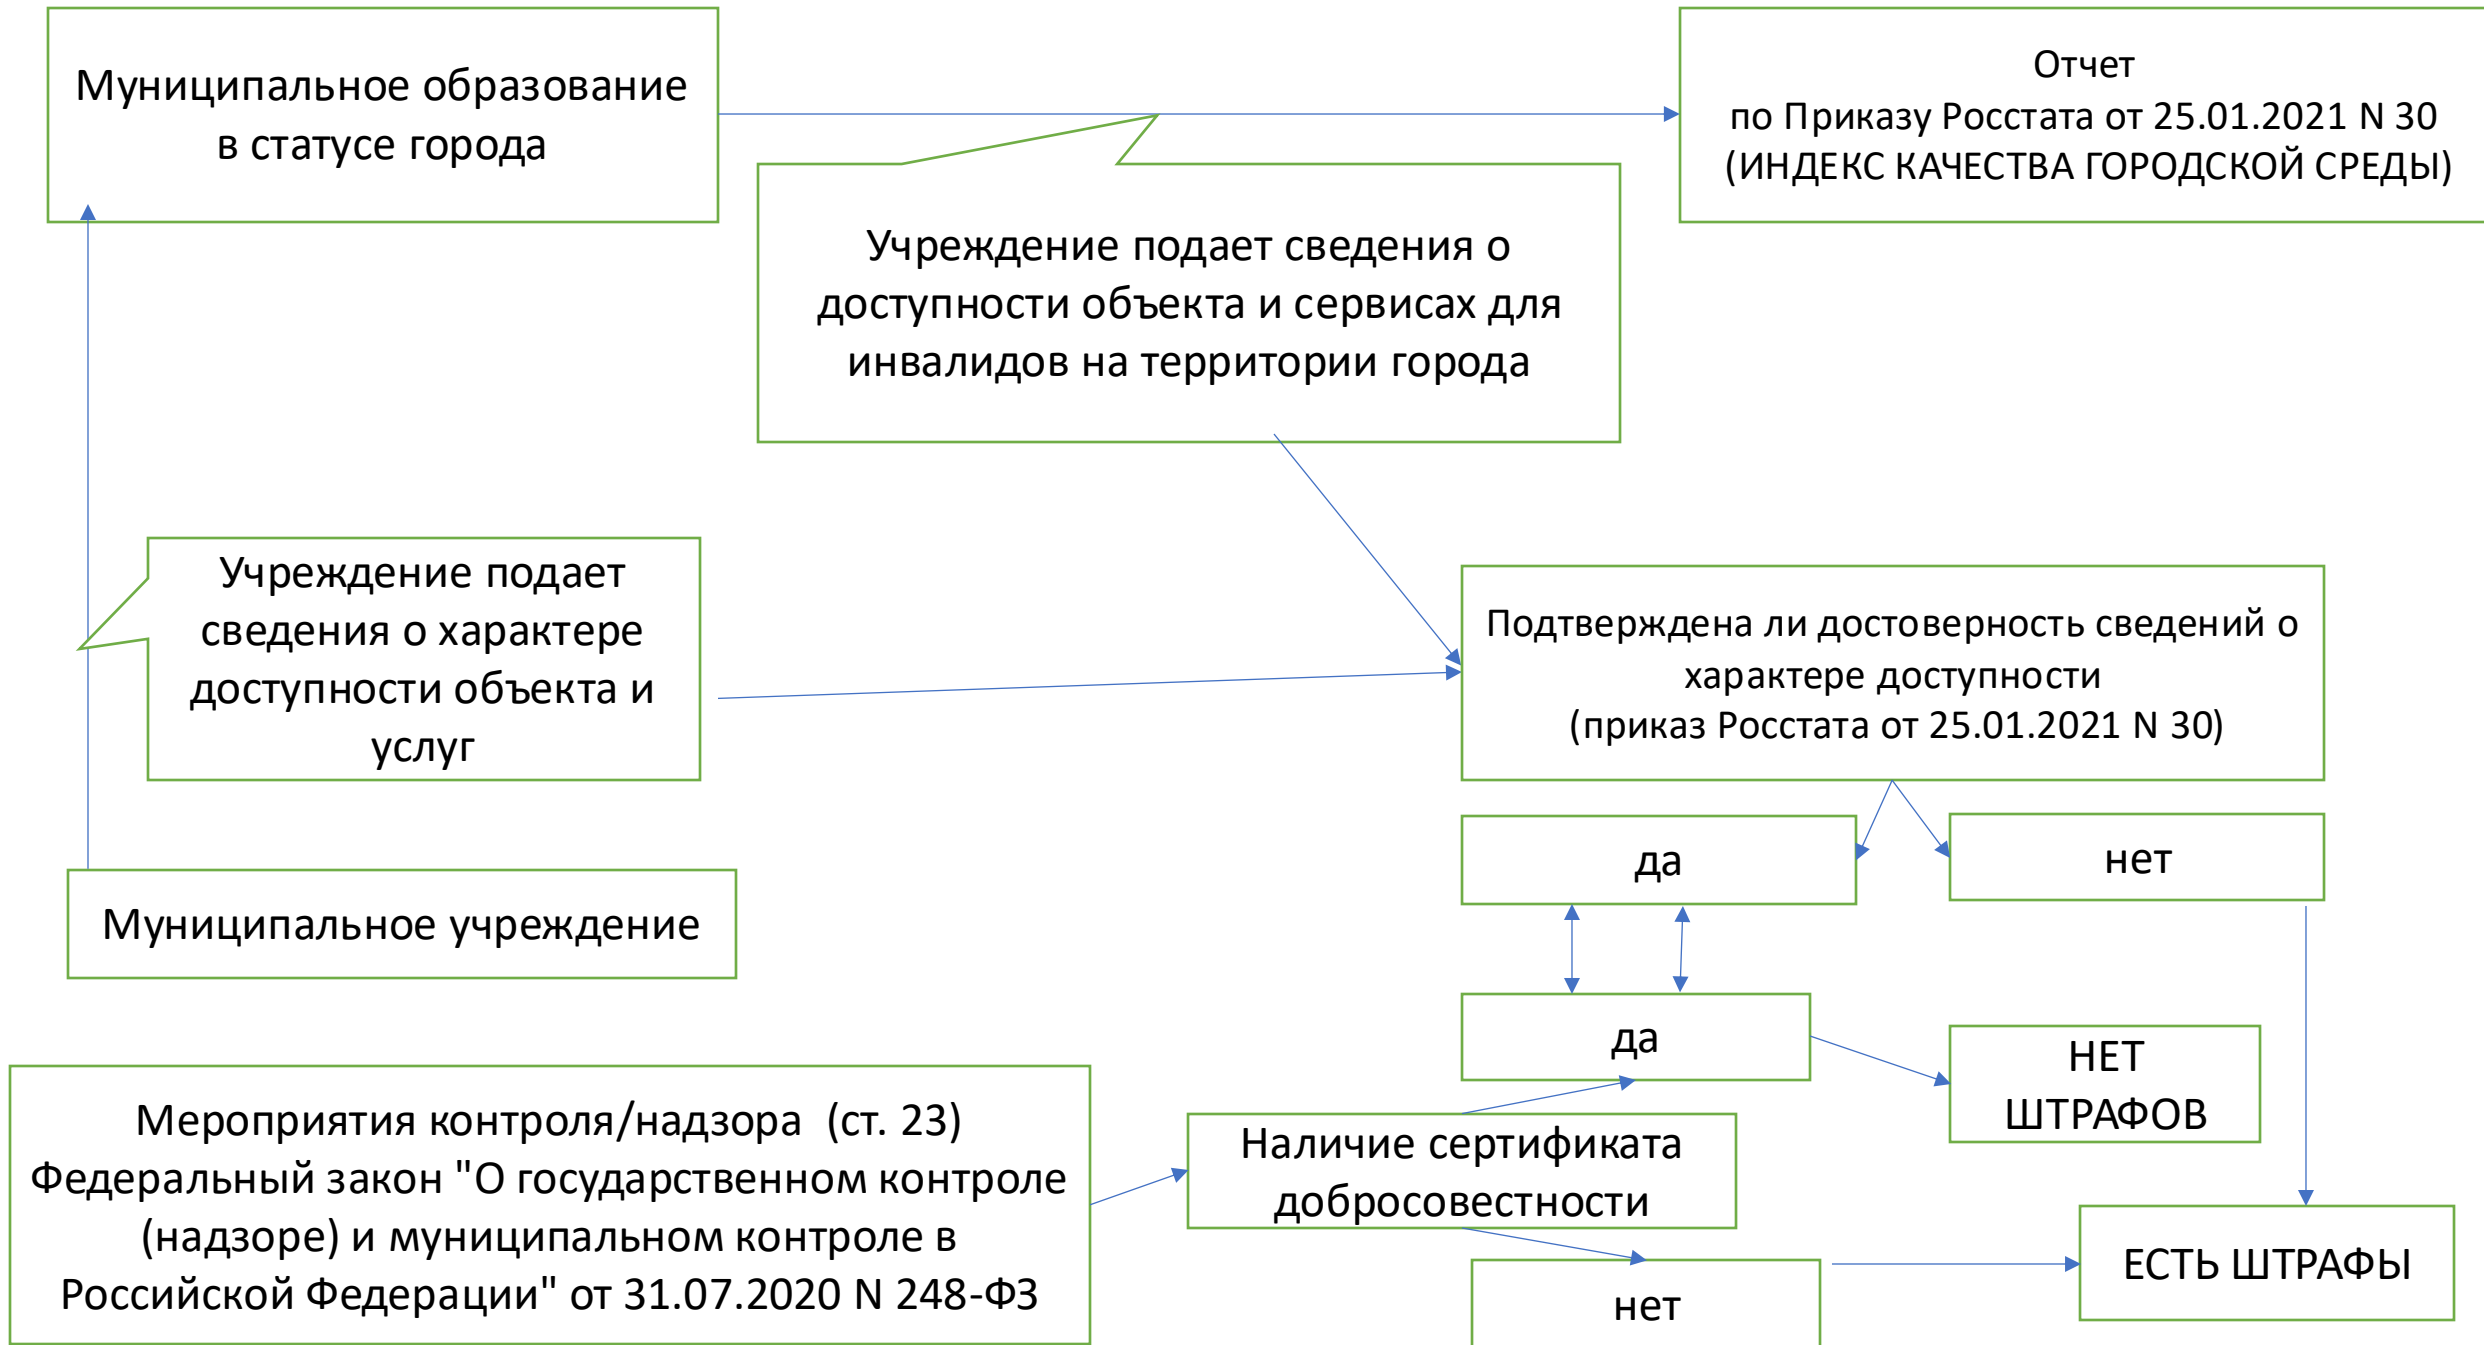 Муниципальное образование
в статусе города
Отчет
по Приказу Росстата от 25.01.2021 N 30
(ИНДЕКС КАЧЕСТВА ГОРОДСКОЙ СРЕДЫ)
Учреждение подает сведения о
доступности объекта и сервисах для
инвалидов на территории города
Учреждение подает
сведения о характере
доступности объекта и
услуг
Подтверждена ли достоверность сведений о
характере доступности
(приказ Росстата от 25.01.2021 N 30)
да
нет
Муниципальное учреждение
да
НЕТ
ШТРАФОВ
Мероприятия контроля/надзора (ст. 23)
Федеральный закон "О государственном контроле
(надзоре) и муниципальном контроле в
Российской Федерации" от 31.07.2020 N 248-ФЗ
Наличие сертификата
добросовестности
нет
ЕСТЬ ШТРАФЫ